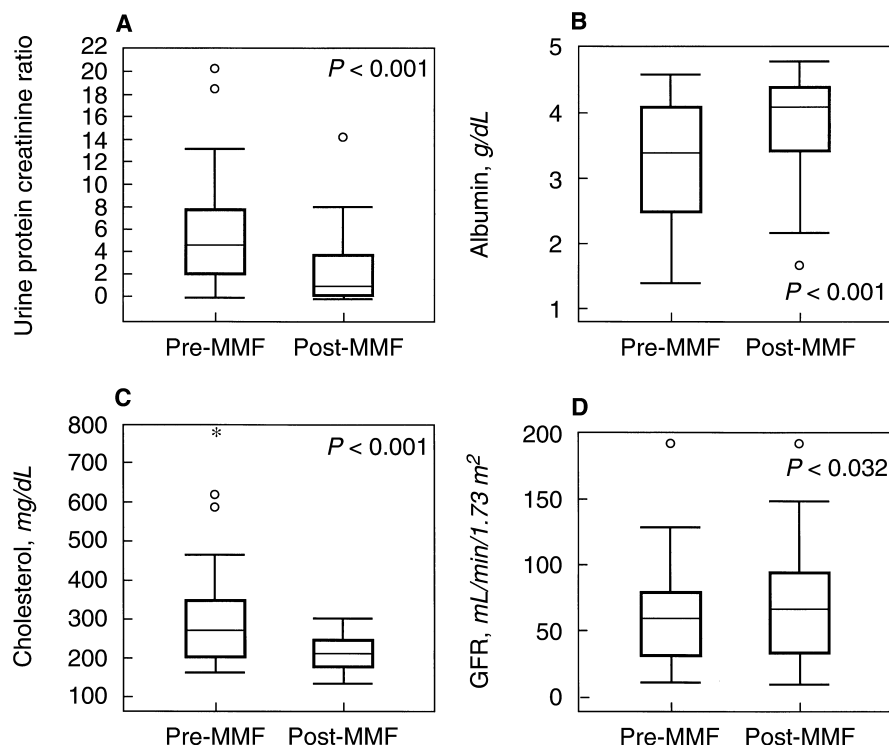 A
Urine protein creatinine ratio
22
20
18
16
14
12
10
8
6
4
2
0
P < 0.001
Pre-MMF Post-MMF
B
Albumin, g/dL
5
4
3
2
1
P < 0.001
Pre-MMF Post-MMF
C
Cholesterol, mg/dL
800
700
600
500
400
300
200
100
*
P < 0.001
Pre-MMF Post-MMF
D
GFR, mL/min/1.73 m²
200
150
100
50
0
P < 0.032
Pre-MMF Post-MMF